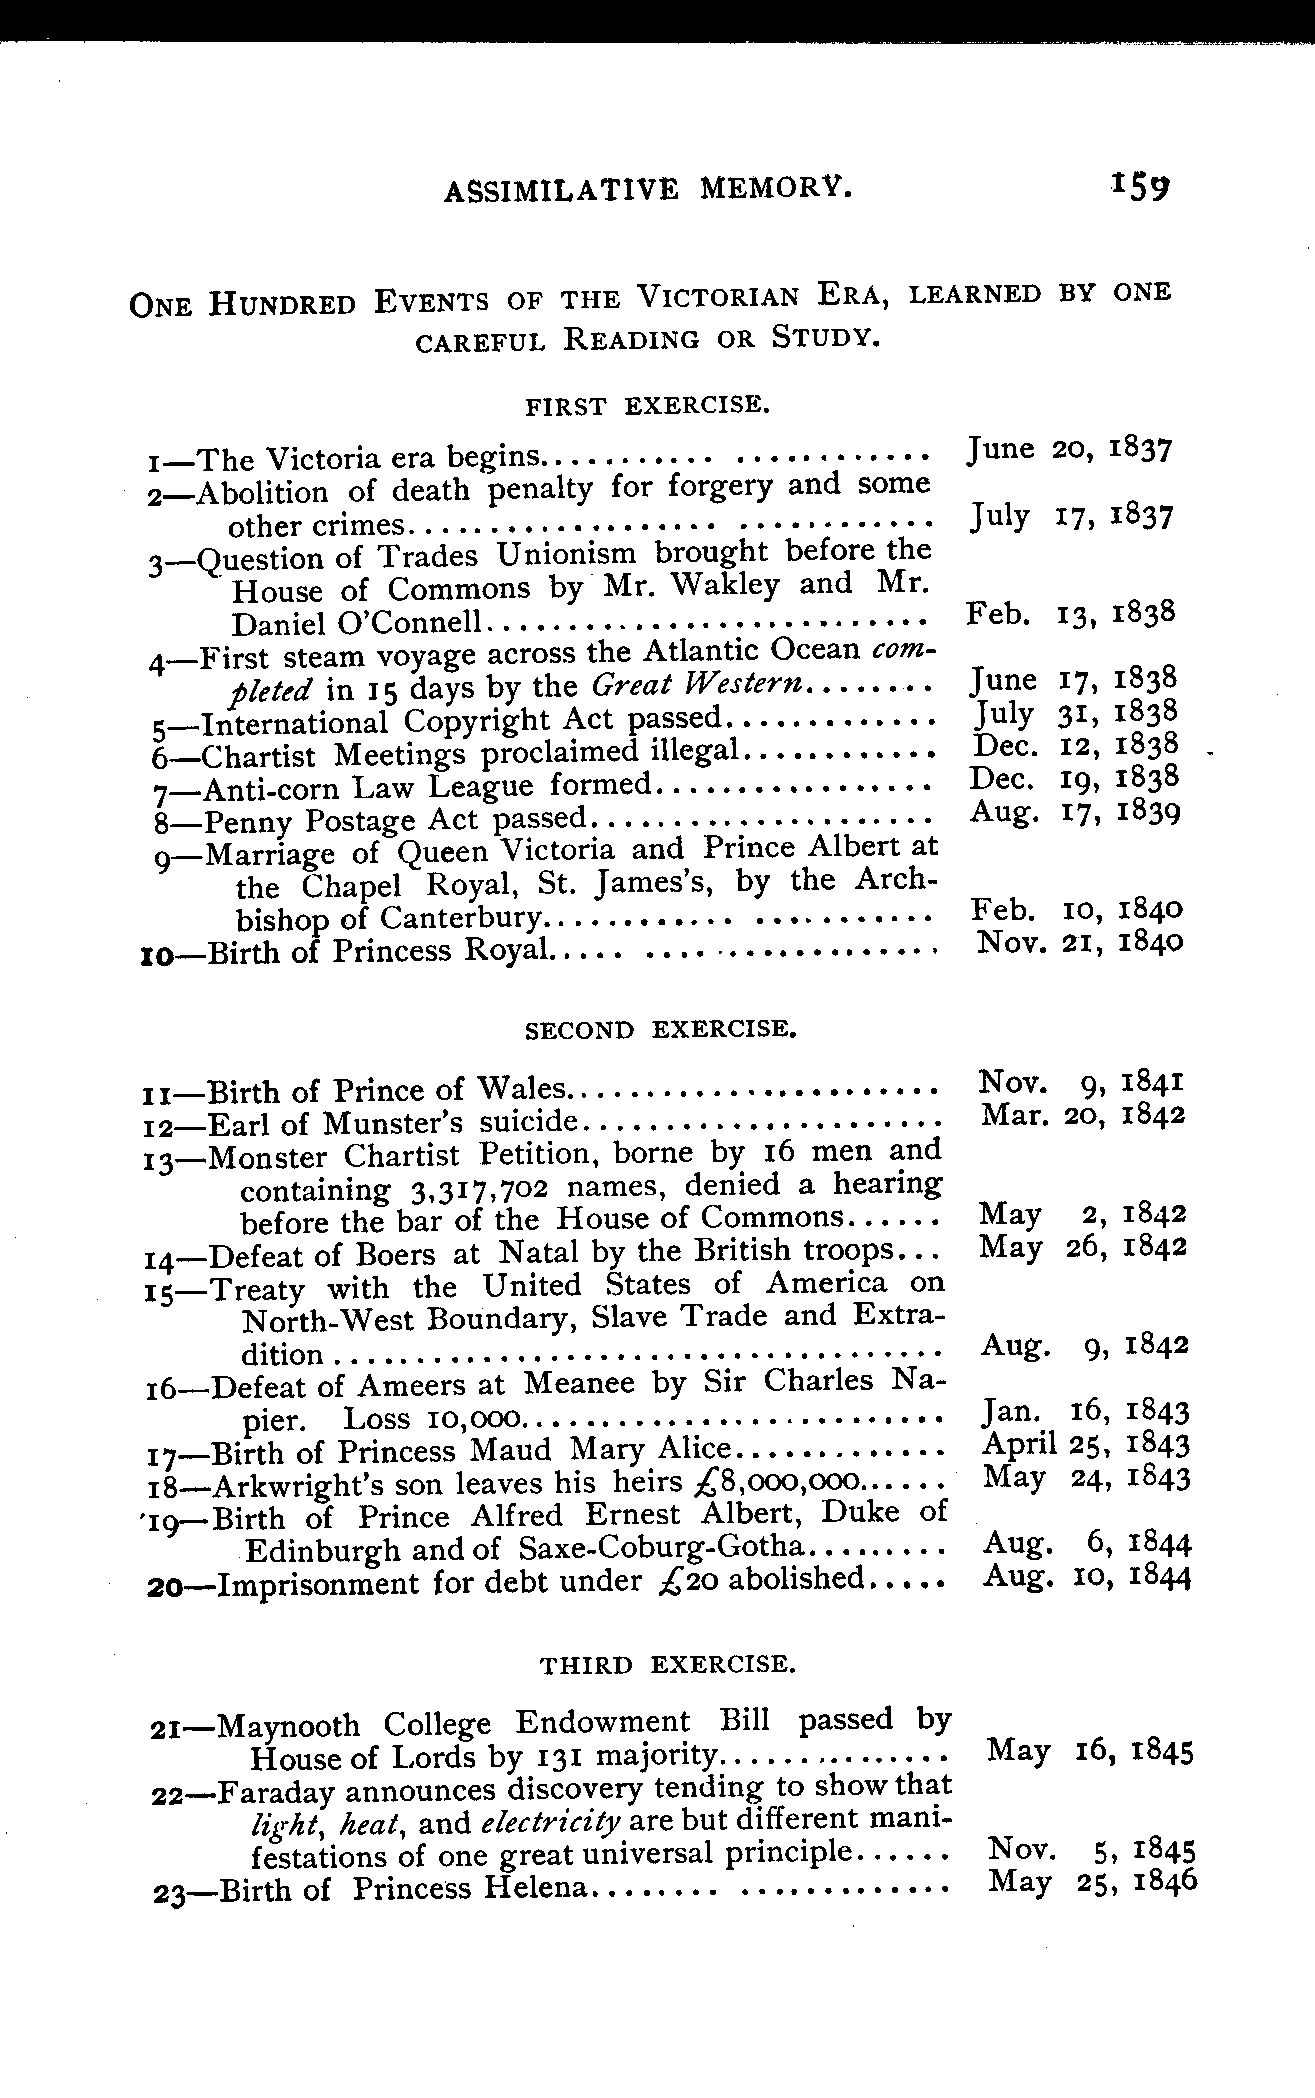 ASSIMILATIVE MEMORY. 159
ONE HUNDRED EVENTS OF THE VICTORIAN ERA, LEARNED BY ONE
CAREFUL READING OR STUDY.
FIRST EXERCISE.
1—The Victoria era begins........... ............ June 20, 1837
2—Abolition of death penalty for forgery and some
other crimes................... ............ July 17, 1837
3—Question of Trades Unionism brought before the
House of Commons by Mr. Wakley and Mr.
Daniel O'Connell........................... Feb. 13, 1838
4—First steam voyage across the Atlantic Ocean com-
pleted in 15 days by the Great Western........ June 17, 1838
5—International Copyright Act passed............. July 31, 1838
6—Chartist Meetings proclaimed illegal............ Dec. 12, 1838
7—Anti-corn Law League formed................. Dec. 19, 1838
8—Penny Postage Act passed..................... Aug. 17, 1839
9—Marriage of Queen Victoria and Prince Albert at
the Chapel Royal, St. James's, by the Arch-
bishop of Canterbury............ ........... Feb. 10, 1840
10—Birth of Princess Royal..... .................. Nov. 21, 1840
SECOND EXERCISE.
11—Birth of Prince of Wales....................... Nov. 9, 1841
12—Earl of Munster's suicide...................... Mar. 20, 1842
13—Monster Chartist Petition, borne by 16 men and
containing 3,317,702 names, denied a hearing
before the bar of the House of Commons...... May 2, 1842
14—Defeat of Boers at Natal by the British troops... May 26, 1842
15—Treaty with the United States of America on
North-West Boundary, Slave Trade and Extra-
dition ..................................... Aug. 9, 1842
16—Defeat of Ameers at Meanee by Sir Charles Na-
pier. Loss 10,000.......................... Jan. 16, 1843
17—Birth of Princess Maud Mary Alice............. April 25, 1843
18—Arkwright's son leaves his heirs £8,000,000...... May 24, 1843
19—Birth of Prince Alfred Ernest Albert, Duke of
Edinburgh and of Saxe-Coburg-Gotha......... Aug. 6, 1844
20—Imprisonment for debt under £20 abolished..... Aug. 10, 1844
THIRD EXERCISE.
21—Maynooth College Endowment Bill passed by
House of Lords by 131 majority.............. May 16, 1845
22—Faraday announces discovery tending to show that
light, heat, and electricity are but different mani-
festations of one great universal principle...... Nov. 5, 1845
23—Birth of Princess Helena........ ............. May 25, 1846